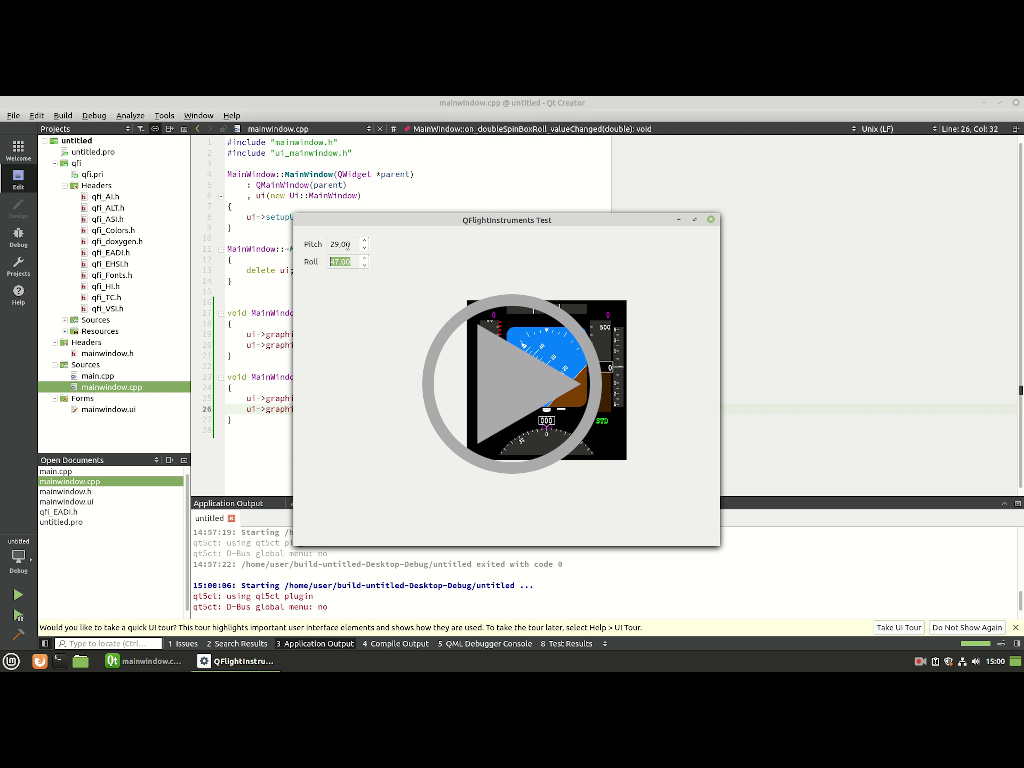 mainwindow.cpp @ untitled - Qt Creator
File Edit Build Debug Analyze Tools Window Help
Projects
mainwindow.cpp
MainWindow::on_doubleSpinBoxRoll_valueChanged(double): void
Unix (LF)
Line: 26, Col: 32
Welcome
Edit
Design
Debug
Projects
Help
untitled
untitled.pro
qfi
qfi.pri
Headers
qfi_AI.h
qfi_ALT.h
qfi_ASI.h
qfi_Colors.h
qfi_doxygen.h
qfi_EADI.h
qfi_EHSI.h
qfi_Fonts.h
qfi_HI.h
qfi_TC.h
qfi_VSI.h
Sources
Resources
Headers
mainwindow.h
Sources
main.cpp
mainwindow.cpp
Forms
mainwindow.ui
1 #include "mainwindow.h"
2 #include "ui_mainwindow.h"
3
4 MainWindow::MainWindow(QWidget *parent)
5 : QMainWindow(parent)
6 , ui(new Ui::MainWindow)
7 {
8 ui->setupU
9 }
10
11 MainWindow::~M
12 {
13 delete ui;
14 }
15
16
17 void MainWindo
18 {
19 ui->graphi
20 ui->graphi
21 }
22
23 void MainWindo
24 {
25 ui->graphi
26 ui->graphi
27 }
28
QFlightInstruments Test
Pitch 29,00
Roll 47,00
0
0
500
0
000
STD
0
Open Documents
main.cpp
mainwindow.cpp
mainwindow.h
mainwindow.ui
qfi_EADI.h
untitled.pro
Application Output
untitled
14:57:19: Starting /h
qt5ct: using qt5ct pl
qt5ct: D-Bus global menu: no
14:57:22: /home/user/build-untitled-Desktop-Debug/untitled exited with code 0
15:00:06: Starting /home/user/build-untitled-Desktop-Debug/untitled ...
qt5ct: using qt5ct plugin
qt5ct: D-Bus global menu: no
untitled
Debug
Would you like to take a quick UI tour? This tour highlights important user interface elements and shows how they are used. To take the tour later, select Help > UI Tour.
Take UI Tour
Do Not Show Again
Type to locate (Ctrl...
1 Issues 2 Search Results 3 Application Output 4 Compile Output 5 QML Debugger Console 8 Test Results
mainwindow.c...
QFlightInstru...
15:00